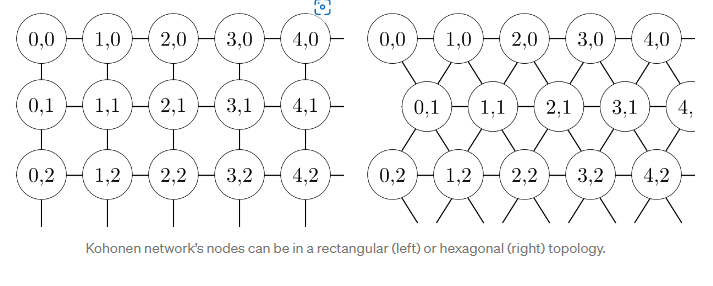 0,0 1,0 2,0 3,0 4,0 0,0 1,0 2,0 3,0 4,0
0,1 1,1 2,1 3,1 4,1 0,1 1,1 2,1 3,1 4,
0,2 1,2 2,2 3,2 4,2 0,2 1,2 2,2 3,2 4,2
Kohonen network's nodes can be in a rectangular (left) or hexagonal (right) topology.